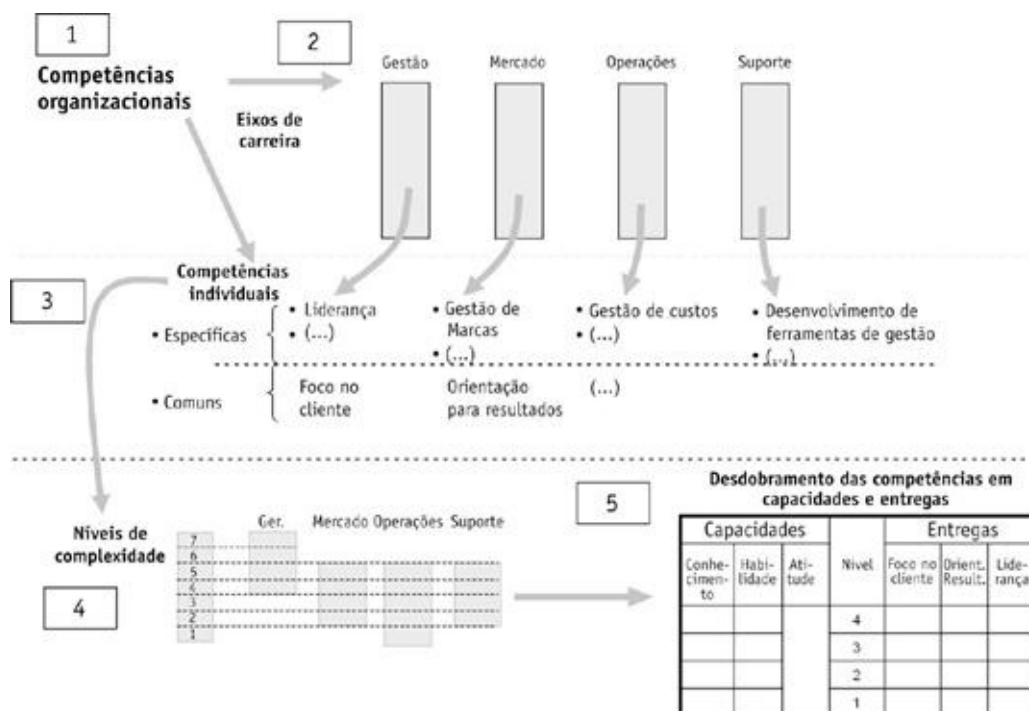 1
Competências
organizacionais
2
Eixos de
carreira
Gestão Mercado Operações Suporte
3
Competências
individuais
• Específicas
• Liderança
• (...)
• Gestão de
Marcas
• (...)
• Gestão de custos
• (...)
• Desenvolvimento de
ferramentas de gestão
• (...)
• Comuns
Foco no
cliente
Orientação
para resultados
(...)
Níveis de
complexidade
4
Ger. Mercado Operações Suporte
7
6
5
4
3
2
1
5
Desdobramento das competências em
capacidades e entregas
Capacidades Entregas
Conhe-
cimen-
to
Habi-
lidade
Ati-
tude
Nivel
Foco no
cliente
Orient.
Result.
Lide-
rança
4
3
2
1